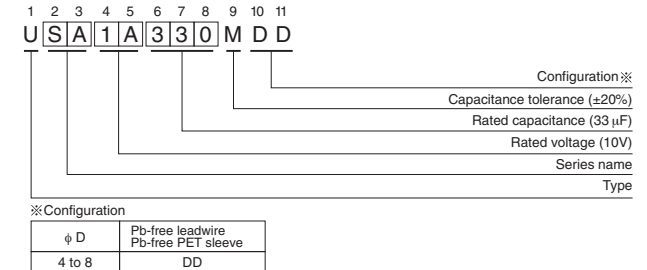 1 2 3 4 5 6 7 8 9 10 11
U S A 1 A 3 3 0 M D D
Configuration※
Capacitance tolerance (±20%)
Rated capacitance (33 µF)
Rated voltage (10V)
Series name
Type
※Configuration
ϕ D
Pb-free leadwire
Pb-free PET sleeve
4 to 8
DD